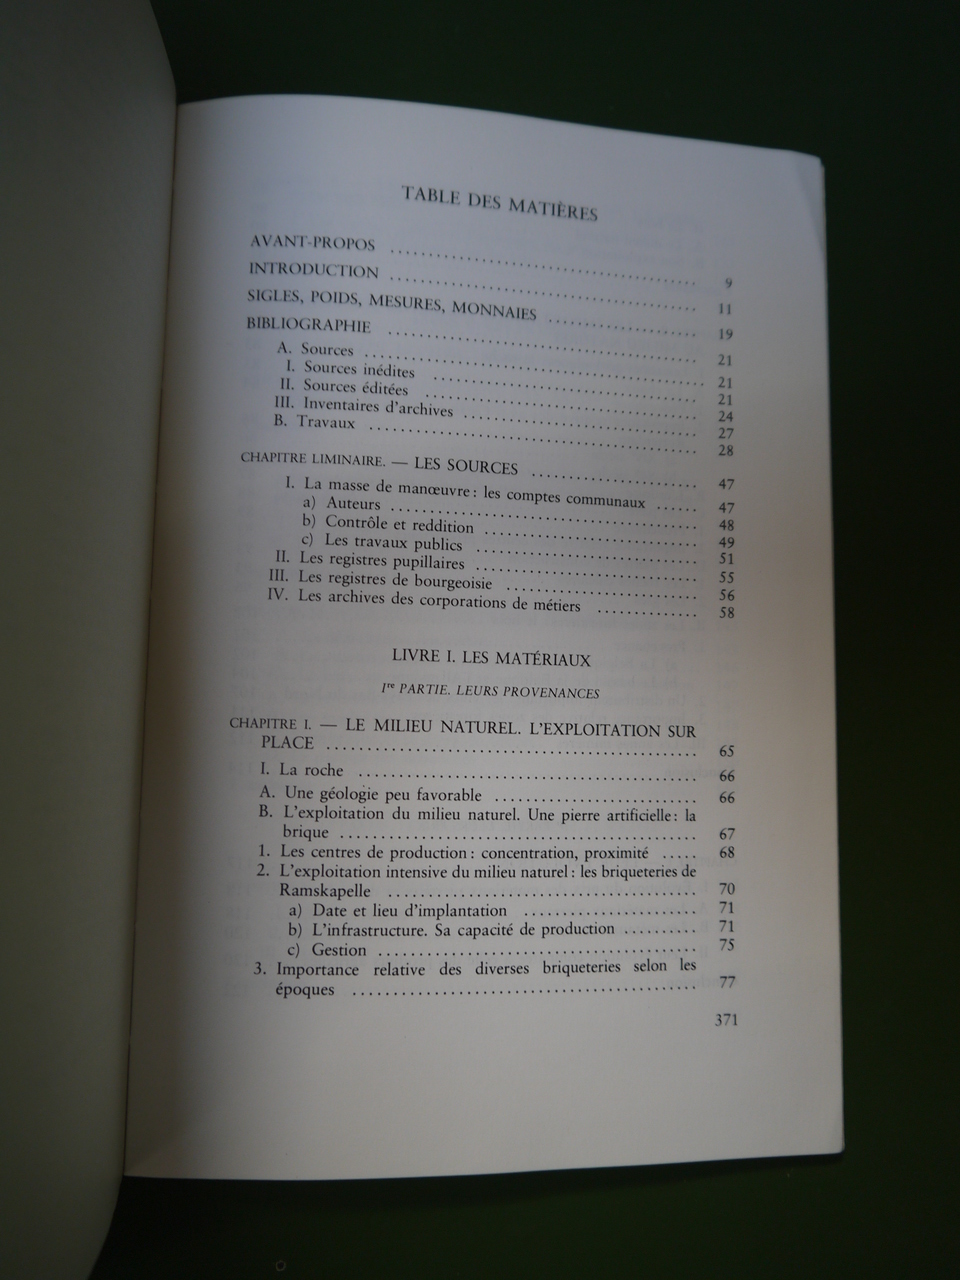 TABLE DES MATIÈRES
AVANT-PROPOS .......... 9
INTRODUCTION .......... 11
SIGLES, POIDS, MESURES, MONNAIES .......... 19
BIBLIOGRAPHIE .......... 21
A. Sources .......... 21
I. Sources inédites .......... 21
II. Sources éditées .......... 24
III. Inventaires d'archives .......... 27
B. Travaux .......... 28
CHAPITRE LIMINAIRE. — LES SOURCES .......... 47
I. La masse de manœuvre : les comptes communaux ...... 47
a) Auteurs .......... 48
b) Contrôle et reddition .......... 49
c) Les travaux publics .......... 51
II. Les registres pupillaires .......... 55
III. Les registres de bourgeoisie .......... 56
IV. Les archives des corporations de métiers .......... 58
LIVRE I. LES MATÉRIAUX
Ire PARTIE. LEURS PROVENANCES
CHAPITRE I. — LE MILIEU NATUREL. L'EXPLOITATION SUR
PLACE .......... 65
I. La roche .......... 66
A. Une géologie peu favorable .......... 66
B. L'exploitation du milieu naturel. Une pierre artificielle : la
brique .......... 67
1. Les centres de production : concentration, proximité ..... 68
2. L'exploitation intensive du milieu naturel : les briqueteries de
Ramskapelle .......... 70
a) Date et lieu d'implantation .......... 71
b) L'infrastructure. Sa capacité de production .......... 71
c) Gestion .......... 75
3. Importance relative des diverses briqueteries selon les
époques .......... 77
371